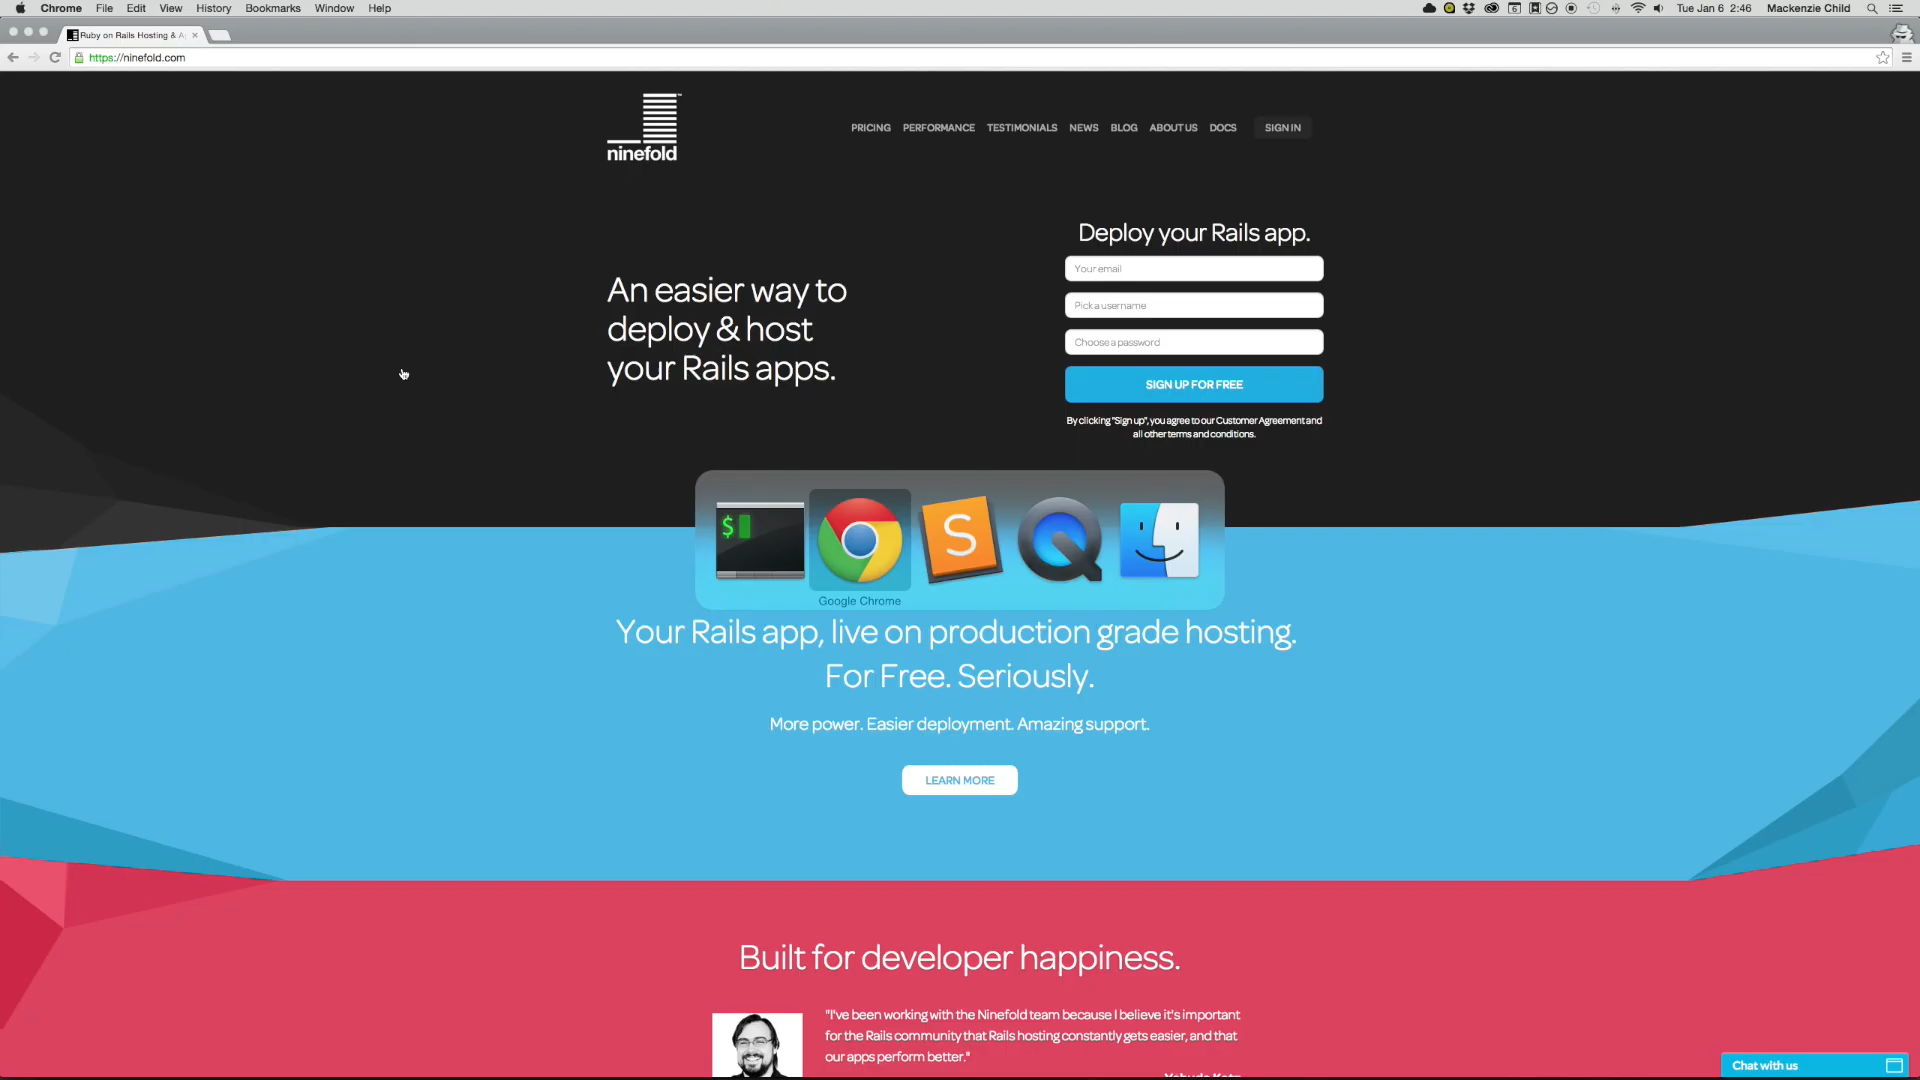 Chrome File Edit View History Bookmarks Window Help
Tue Jan 6 2:46 Mackenzie Child
Ruby on Rails Hosting &
https://ninefold.com
ninefold
PRICING PERFORMANCE TESTIMONIALS NEWS BLOG ABOUT US DOCS SIGN IN
Deploy your Rails app.
Your email
Pick a username
Choose a password
SIGN UP FOR FREE
By clicking "Sign up", you agree to our Customer Agreement and
all other terms and conditions.
An easier way to
deploy & host
your Rails apps.
$
S
Google Chrome
Your Rails app, live on production grade hosting.
For Free. Seriously.
More power. Easier deployment. Amazing support.
LEARN MORE
Built for developer happiness.
"I've been working with the Ninefold team because I believe it's important
for the Rails community that Rails hosting constantly gets easier, and that
our apps perform better."
Chat with us